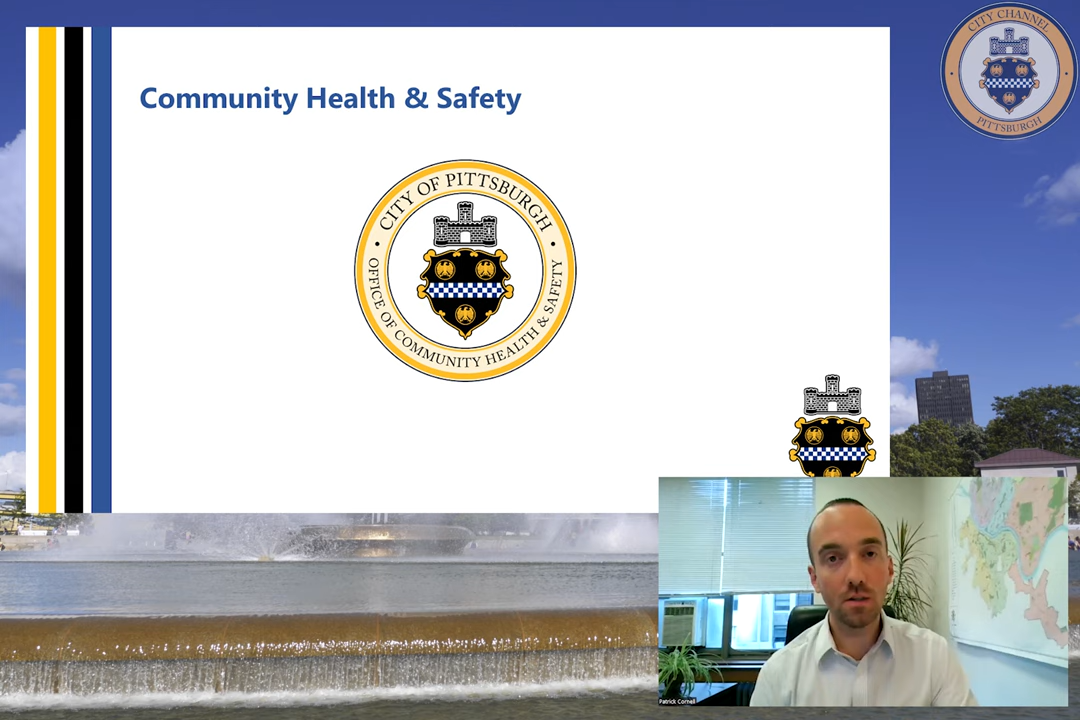 CITY CHANNEL
PITTSBURGH
Community Health & Safety
CITY OF PITTSBURGH
OFFICE OF COMMUNITY HEALTH & SAFETY
Patrick Cornell